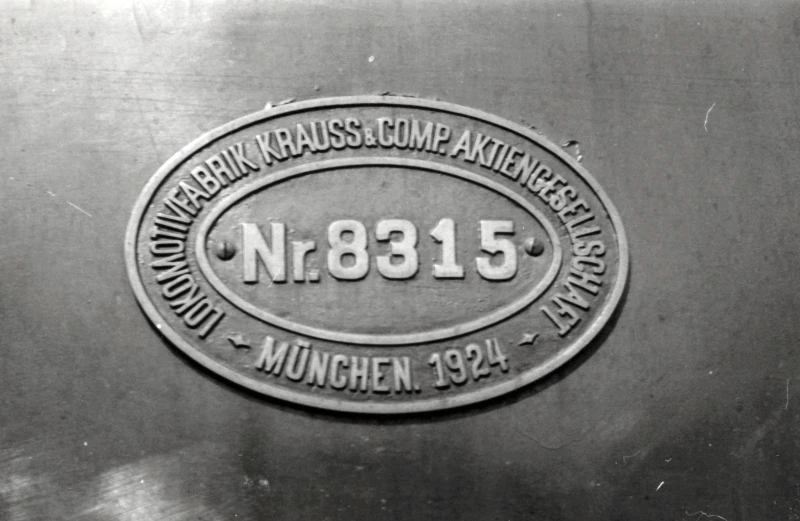 LOKOMOTIVFABRIK KRAUSS & COMP. AKTIENGESELLSCHAFT
Nr. 8315
MÜNCHEN. 1924